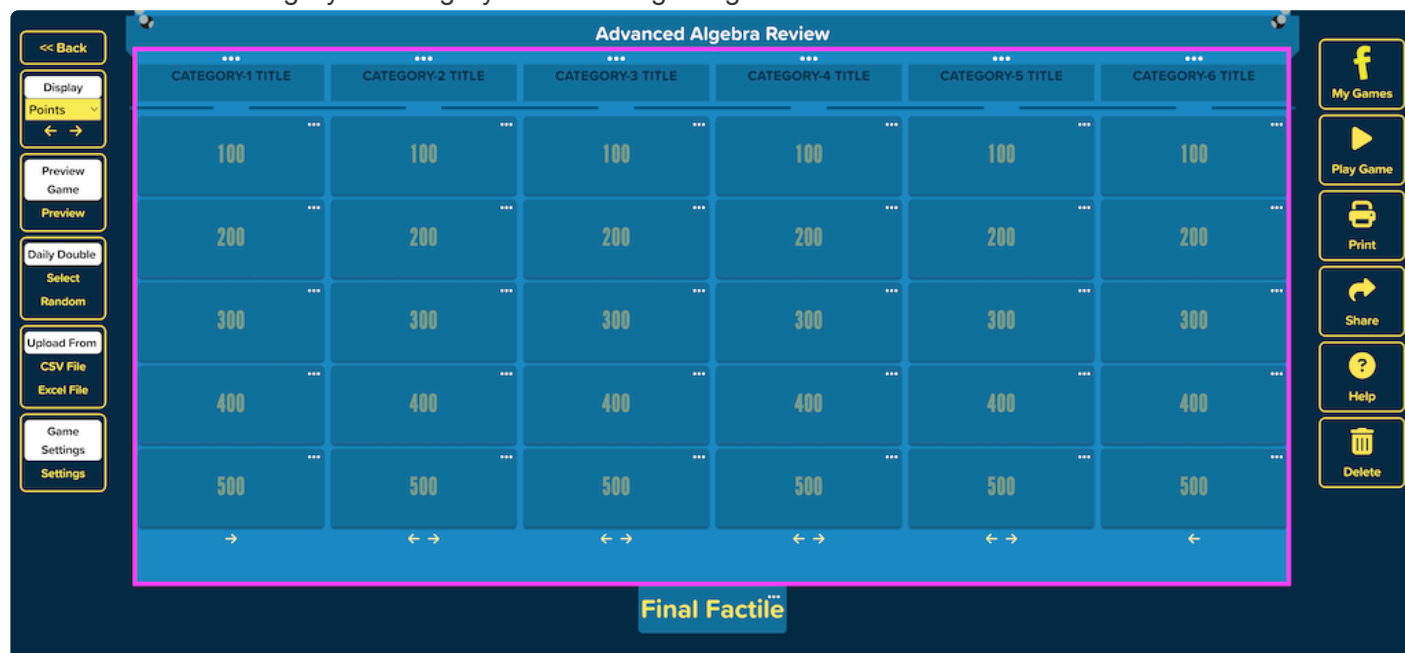 Advanced Algebra Review
<< Back
Display
Points
Preview
Game
Preview
Daily Double
Select
Random
Upload From
CSV File
Excel File
Game
Settings
Settings
CATEGORY-1 TITLE CATEGORY-2 TITLE CATEGORY-3 TITLE CATEGORY-4 TITLE CATEGORY-5 TITLE CATEGORY-6 TITLE
100 100 100 100 100 100
200 200 200 200 200 200
300 300 300 300 300 300
400 400 400 400 400 400
500 500 500 500 500 500
Final Factile
My Games
Play Game
Print
Share
Help
Delete